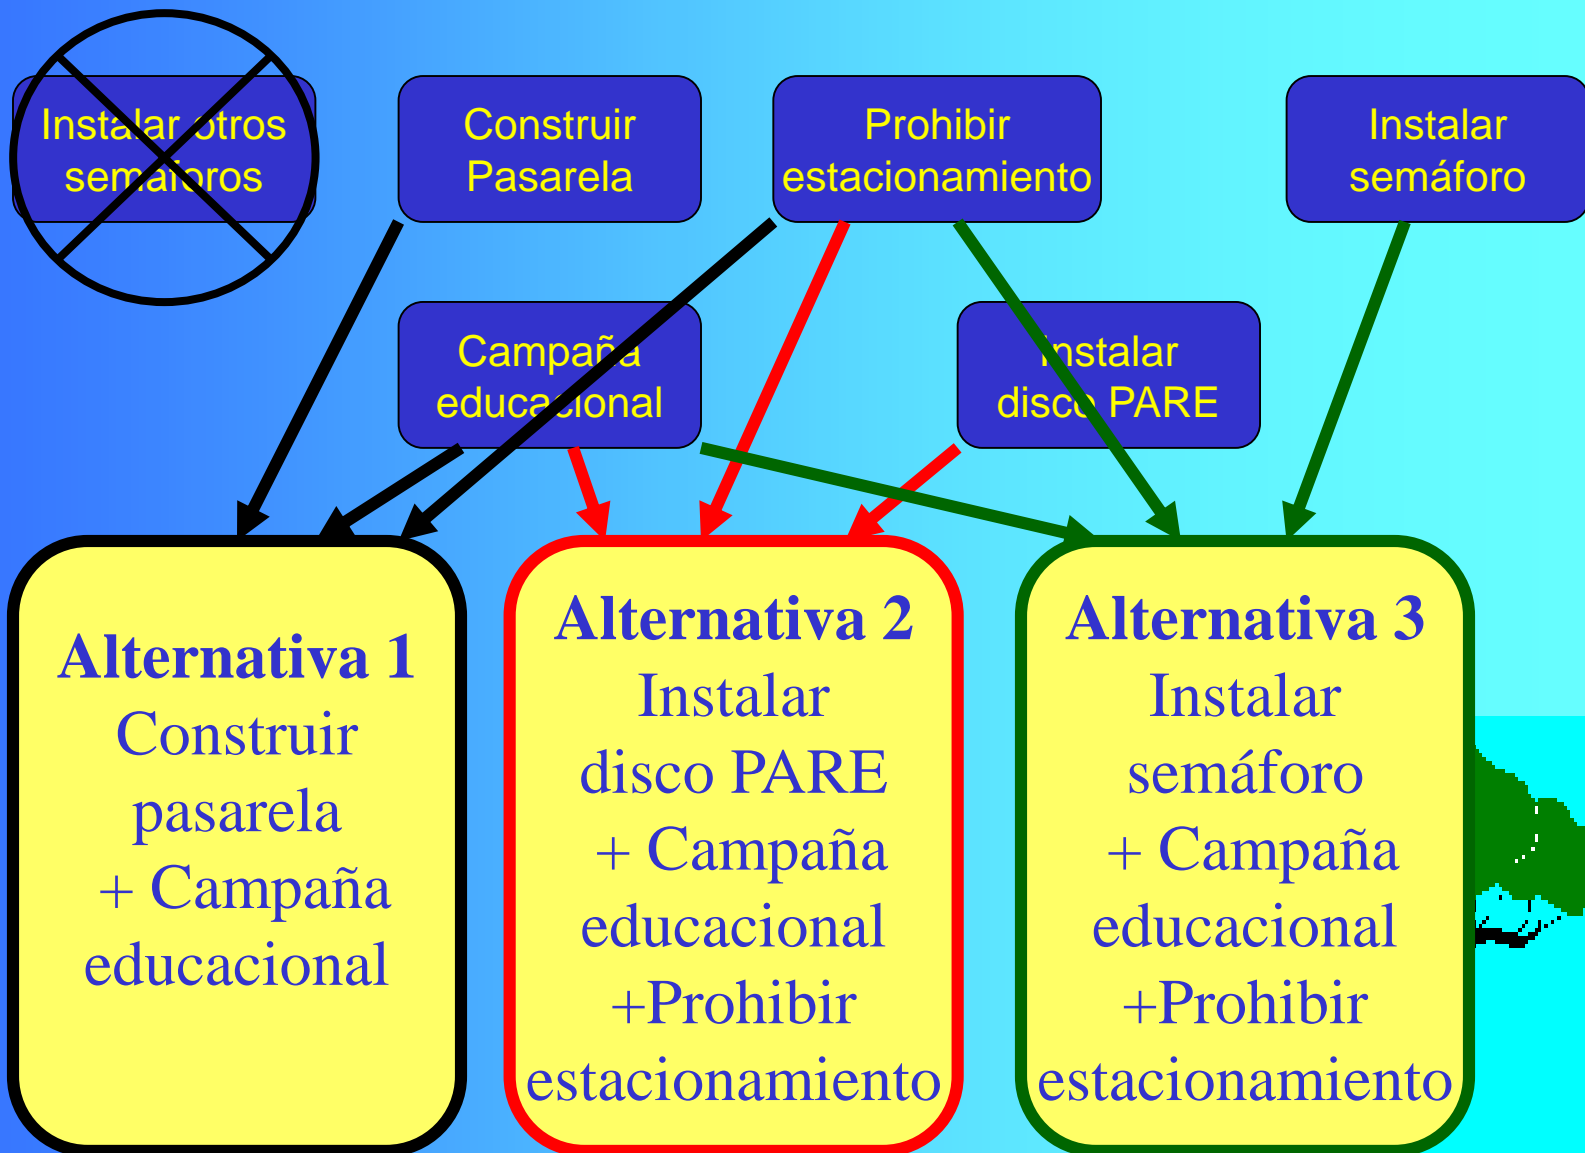 Instalar otros
semáforos
Construir
Pasarela
Prohibir
estacionamiento
Instalar
semáforo
Campaña
educacional
Instalar
disco PARE
Alternativa 1
Construir
pasarela
+ Campaña
educacional
Alternativa 2
Instalar
disco PARE
+ Campaña
educacional
+Prohibir
estacionamiento
Alternativa 3
Instalar
semáforo
+ Campaña
educacional
+Prohibir
estacionamiento